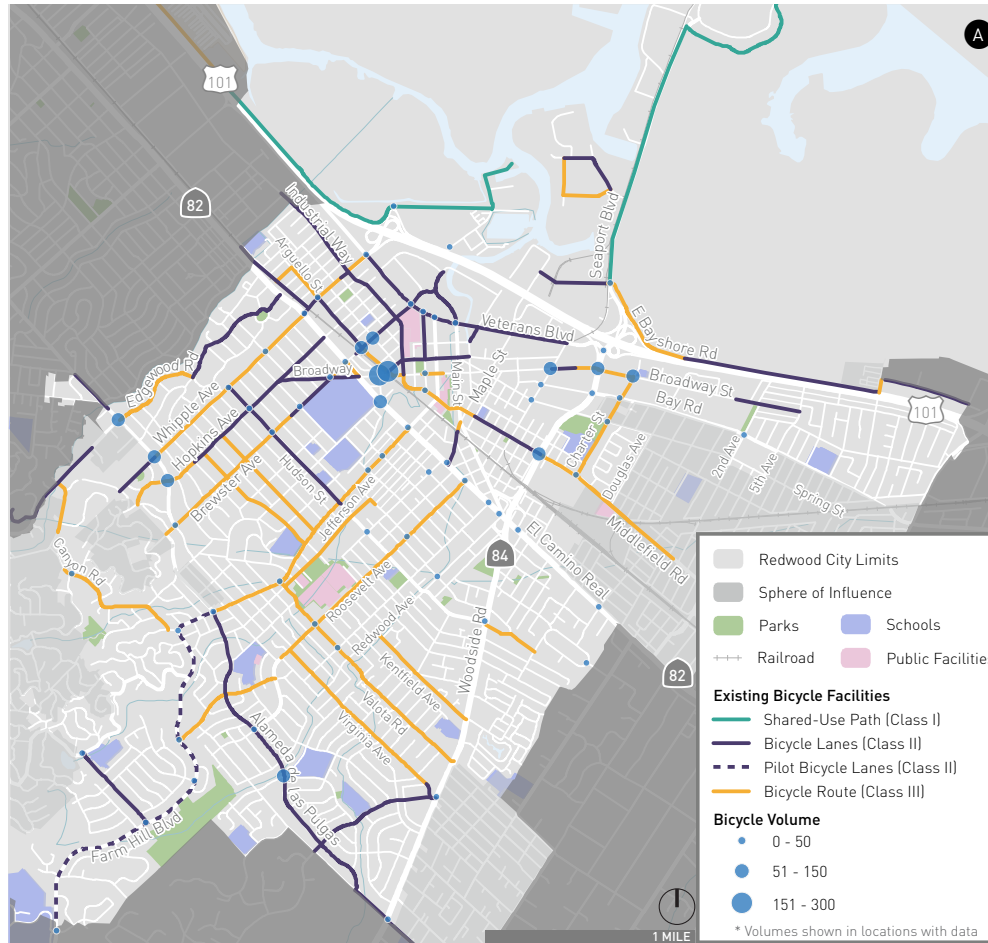 A
101
82
Industrial Way
Arguello St
Seaport Blvd
E Bayshore Rd
Veterans Blvd
Broadway
Main St
Maple St
Broadway St
Bay Rd
101
Edgewood Rd
Whipple Ave
Hopkins Ave
Brewster Ave
Hudson St
Jefferson Ave
Charter St
Douglas Ave
2nd Ave
5th Ave
Spring St
Middlefield Rd
El Camino Real
84
Canyon Rd
Roosevelt Ave
Redwood Ave
Kentfield Ave
Valota Rd
Virginia Ave
Woodside Rd
82
Alameda de las Pulgas
Farm Hill Blvd
Redwood City Limits
Sphere of Influence
Parks
Schools
Railroad
Public Facilitie
Existing Bicycle Facilities
Shared-Use Path (Class I)
Bicycle Lanes (Class II)
Pilot Bicycle Lanes (Class II)
Bicycle Route (Class III)
Bicycle Volume
0 - 50
51 - 150
151 - 300
* Volumes shown in locations with data
1 MILE